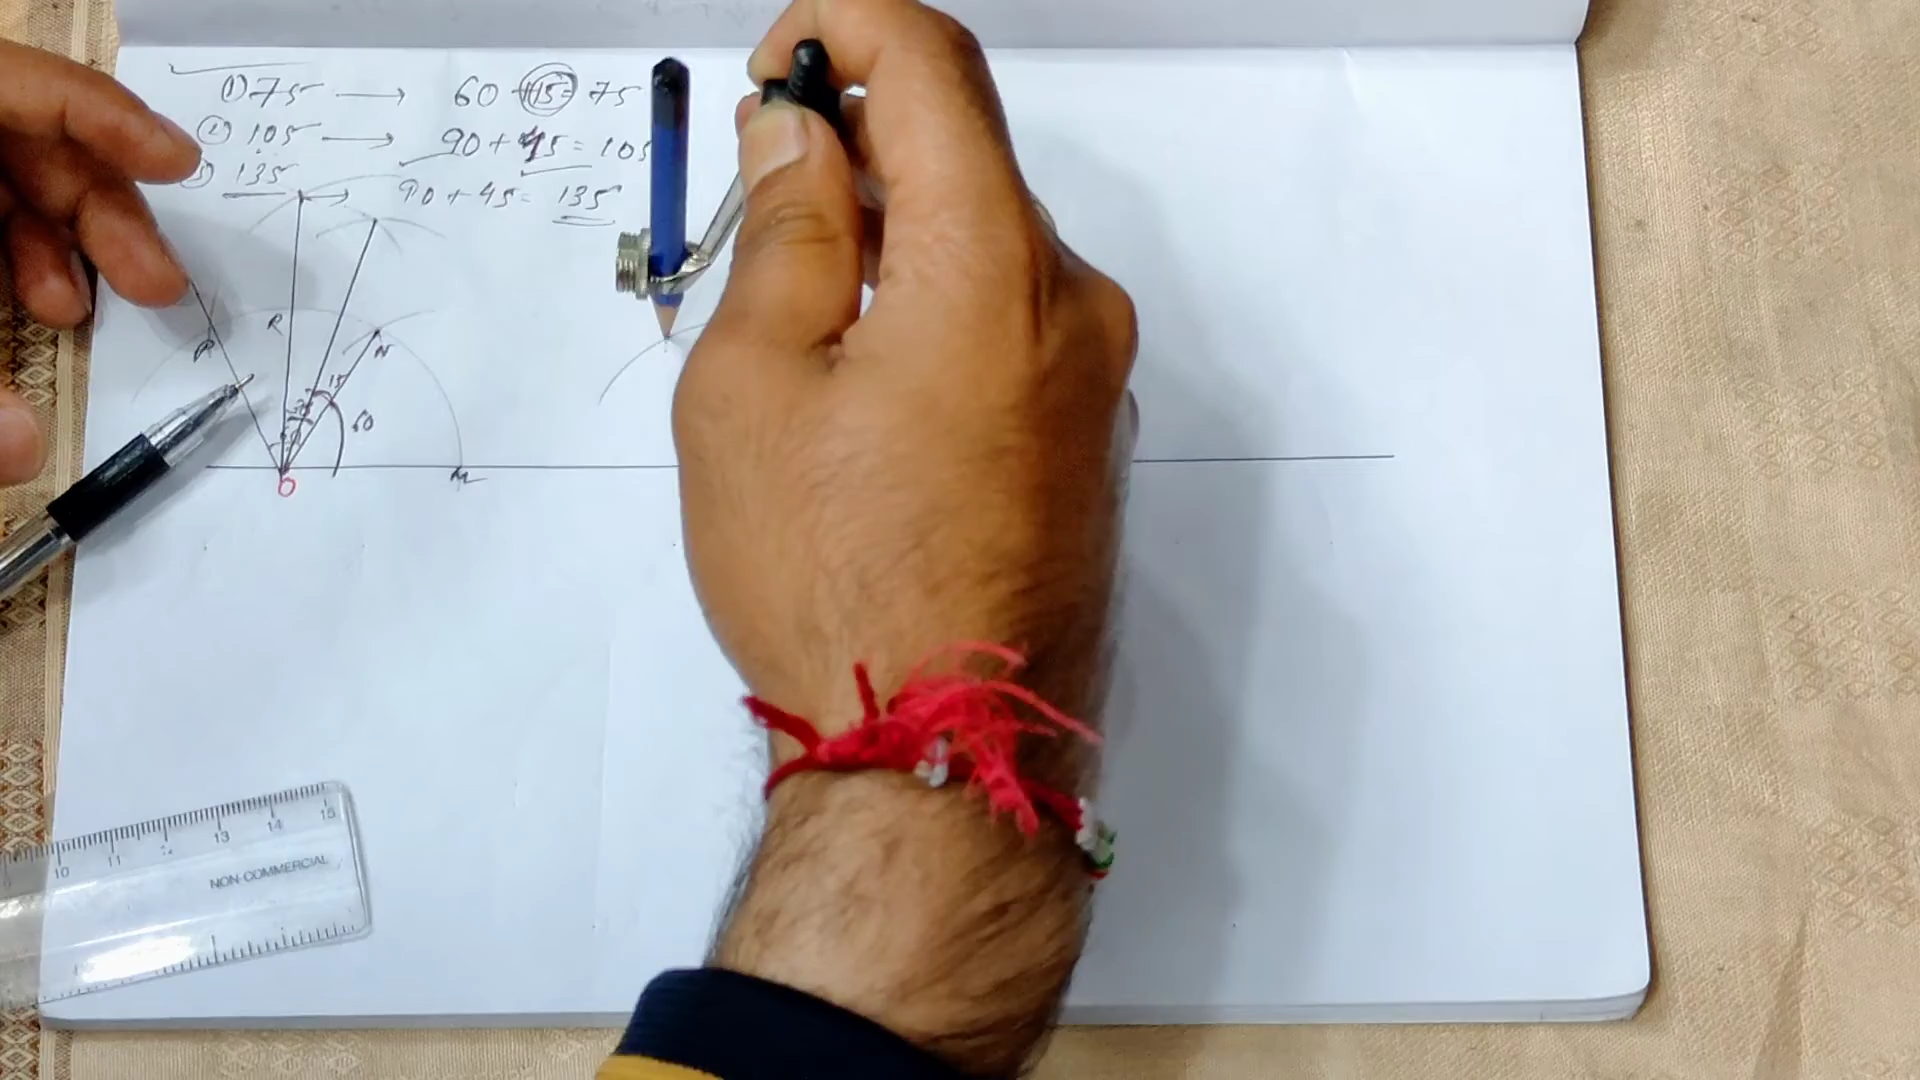 ① 75 → 60 +15= 75
② 105 → 90 + 15 = 105
③ 135 → 90 + 45 = 135
R
N
15
60
O
M
10 11 12 13 14 15
NON-COMMERCIAL